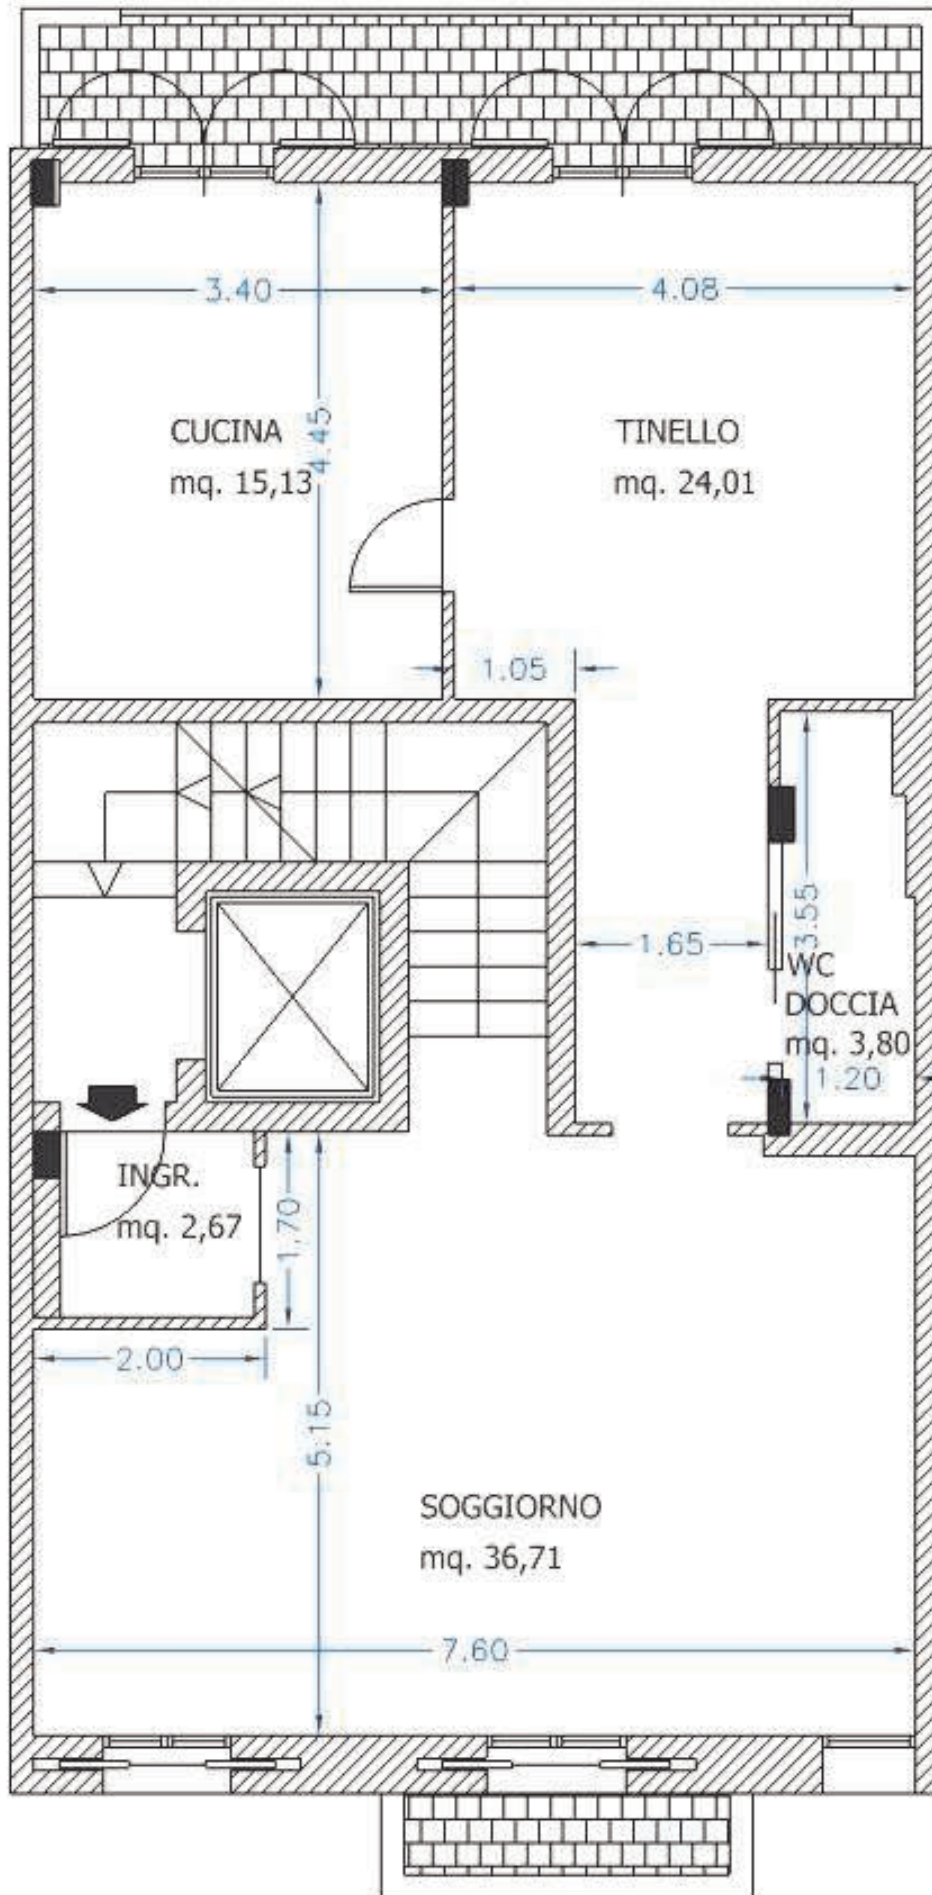 3.40
4.08
4.45
CUCINA
mq. 15,13
TINELLO
mq. 24,01
1.05
3.55
1.65
WC
DOCCIA
mq. 3,80
1.20
INGR.
mq. 2,67
1,70
2.00
5.15
SOGGIORNO
mq. 36,71
7.60